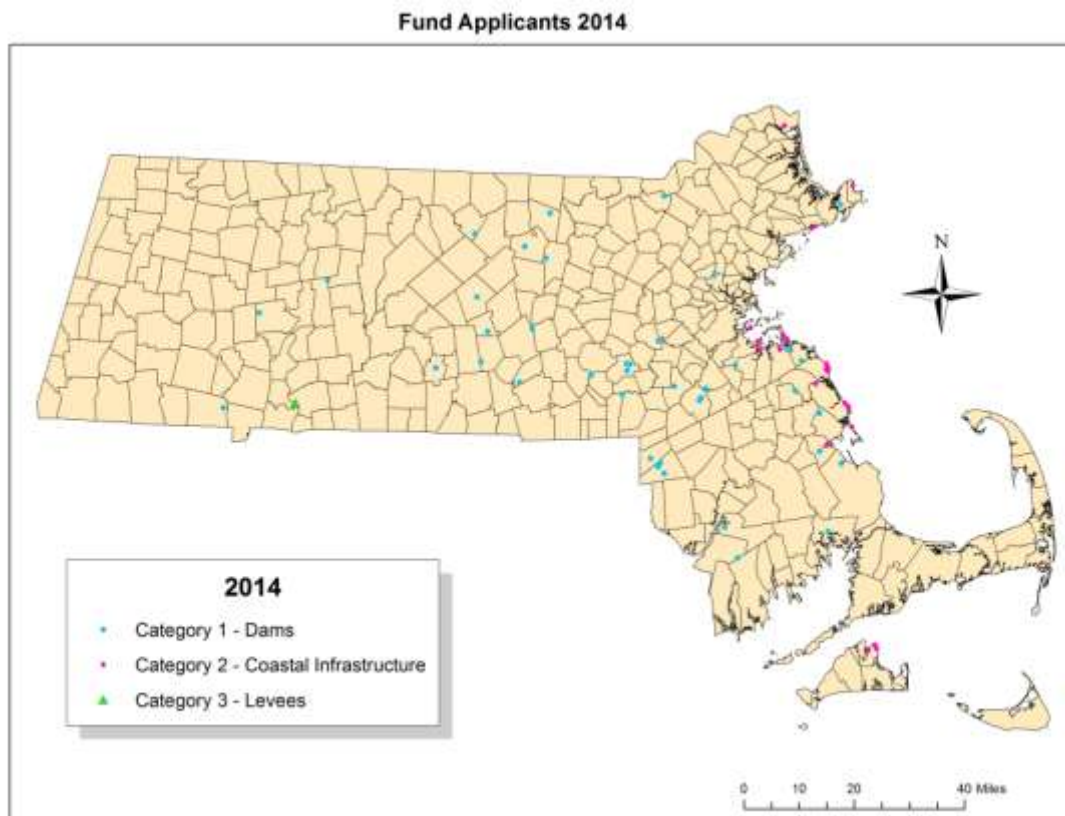 Fund Applicants 2014
N
2014
Category 1 - Dams
Category 2 - Coastal Infrastructure
Category 3 - Levees
0 10 20 40 Miles